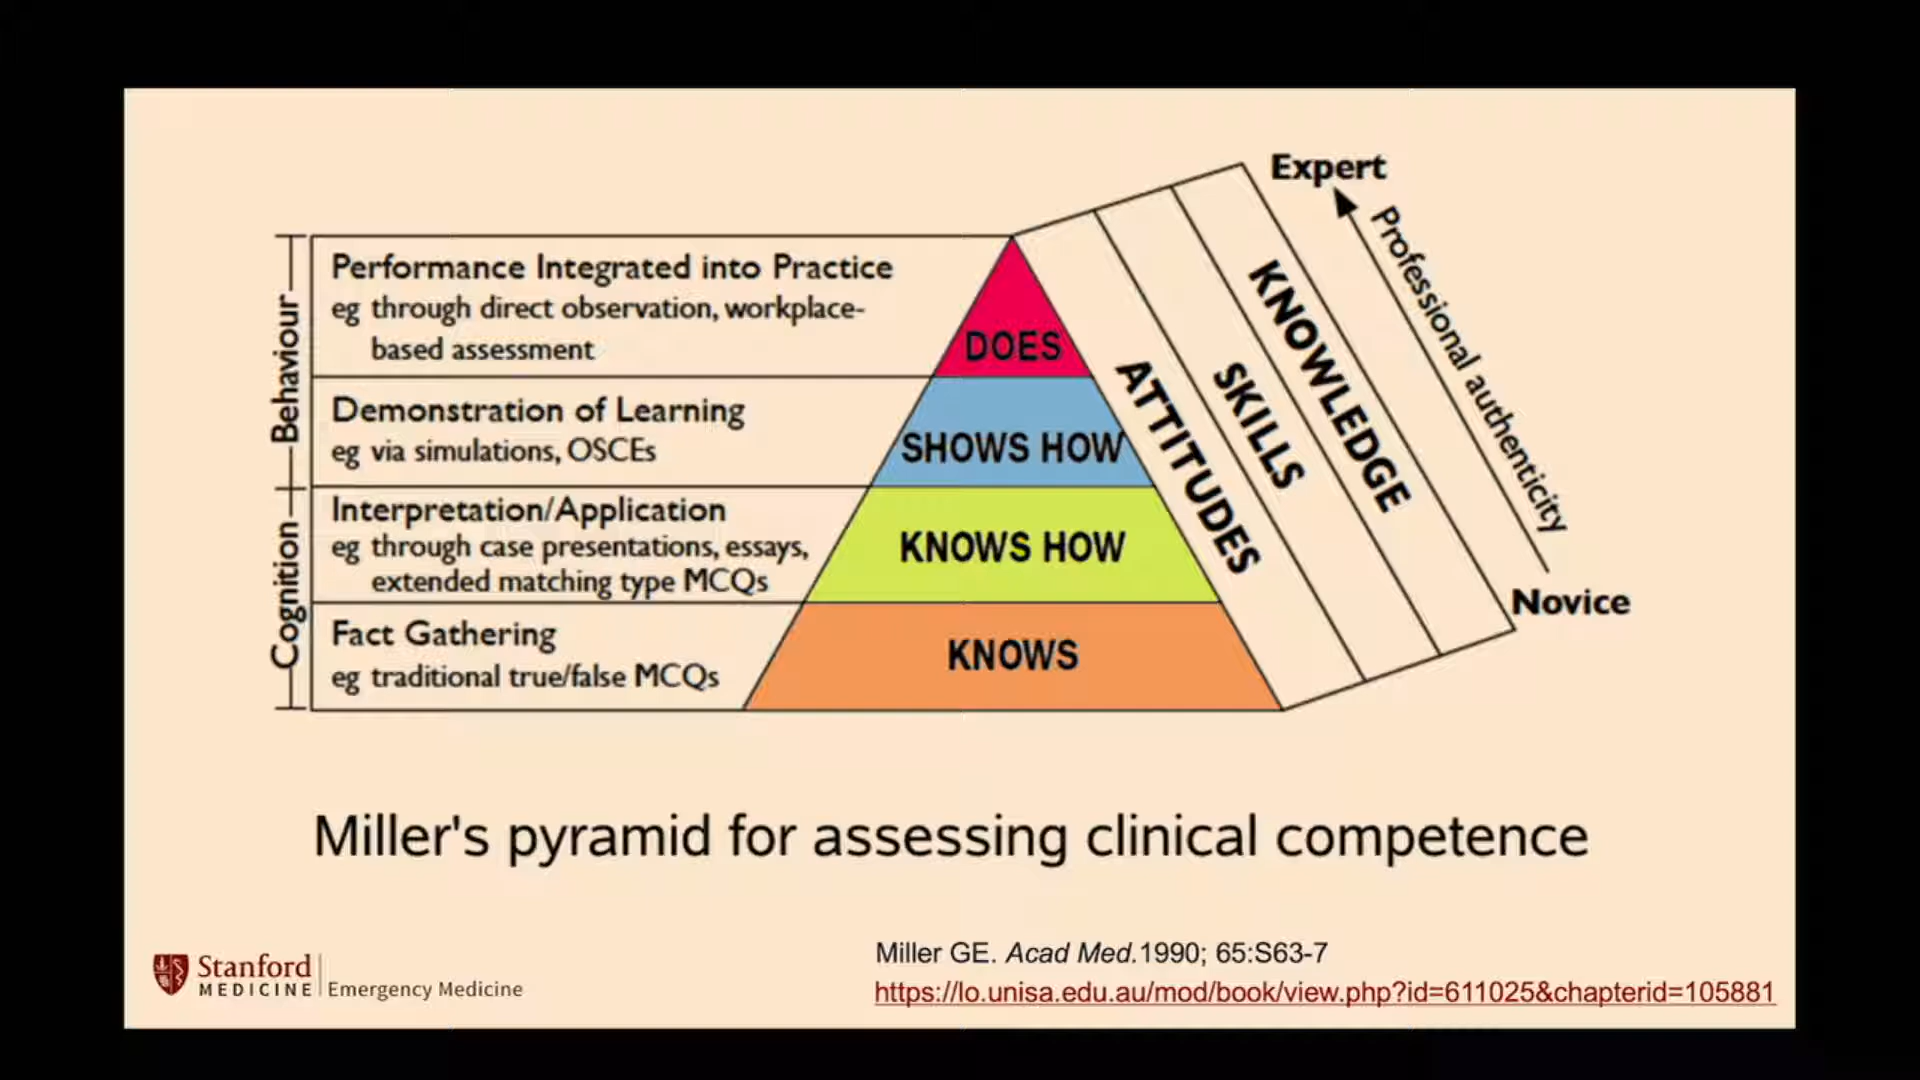 Expert
Professional authenticity
Novice
KNOWLEDGE
SKILLS
ATTITUDES
Behaviour
Performance Integrated into Practice
eg through direct observation, workplace-
based assessment
DOES
Demonstration of Learning
eg via simulations, OSCEs
SHOWS HOW
Cognition
Interpretation/Application
eg through case presentations, essays,
extended matching type MCQs
KNOWS HOW
Fact Gathering
eg traditional true/false MCQs
KNOWS
Miller's pyramid for assessing clinical competence
Stanford
MEDICINE
Emergency Medicine
Miller GE. Acad Med.1990; 65:S63-7
https://lo.unisa.edu.au/mod/book/view.php?id=611025&chapterid=105881